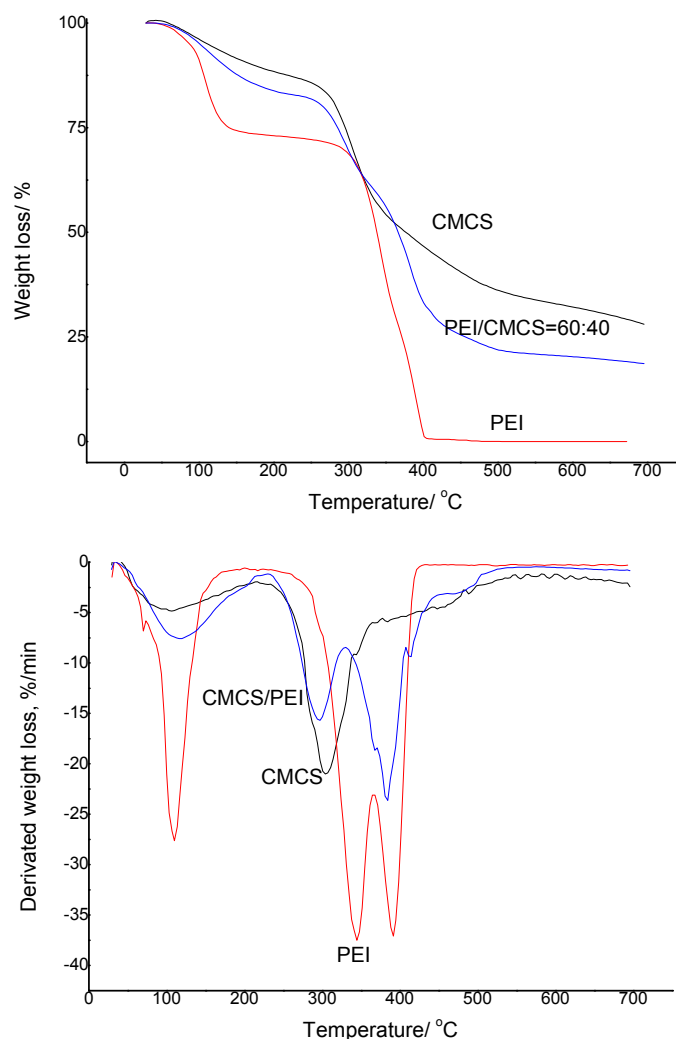 100
75
50
25
0
Weight loss/ %
CMCS
PEI/CMCS=60:40
PEI
0 100 200 300 400 500 600 700
Temperature/ °C
0
-5
-10
-15
-20
-25
-30
-35
-40
Derivated weight loss, %/min
CMCS/PEI
CMCS
PEI
0 100 200 300 400 500 600 700
Temperature/ °C